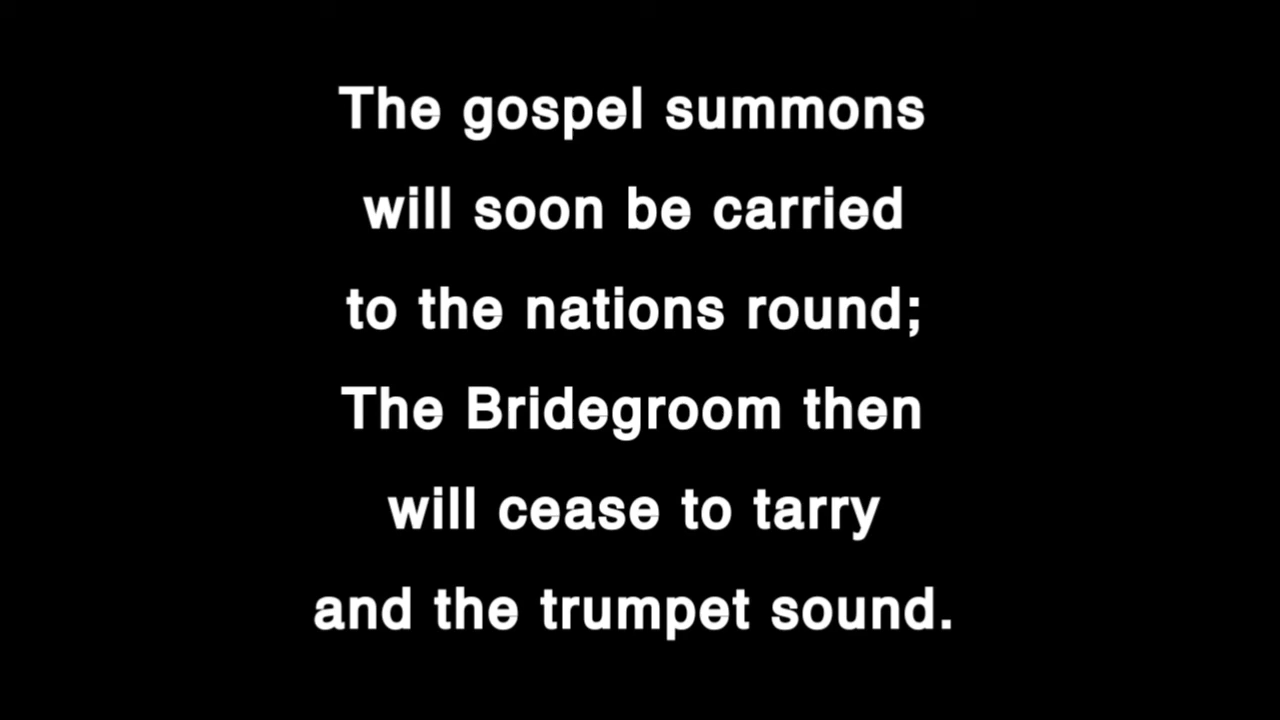 The gospel summons
will soon be carried
to the nations round;
The Bridegroom then
will cease to tarry
and the trumpet sound.